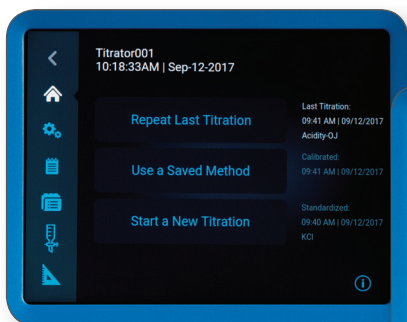 Titrator001
10:18:33AM | Sep-12-2017
Repeat Last Titration
Use a Saved Method
Start a New Titration
Last Titration:
09:41 AM | 09/12/2017
Acidity-OJ
Calibrated:
09:41 AM | 09/12/2017
Standardized:
09:40 AM | 09/12/2017
KCl